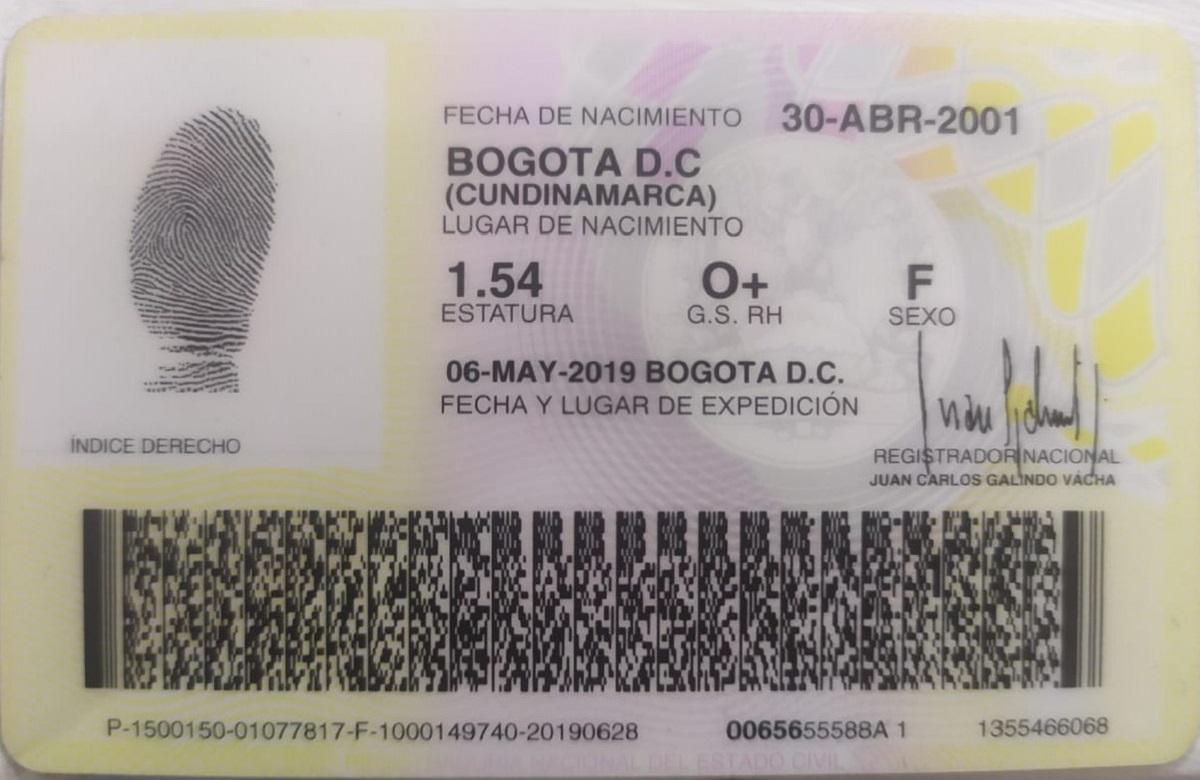 FECHA DE NACIMIENTO 30-ABR-2001
BOGOTA D.C
(CUNDINAMARCA)
LUGAR DE NACIMIENTO
1.54 O+ F
ESTATURA G.S. RH SEXO
06-MAY-2019 BOGOTA D.C.
FECHA Y LUGAR DE EXPEDICIÓN
ÍNDICE DERECHO
REGISTRADOR NACIONAL
JUAN CARLOS GALINDO VÁCHA
P-1500150-01077817-F-1000149740-20190628 0065655588A 1 1355466068
REGISTRADURIA NACIONAL DEL ESTADO CIVIL